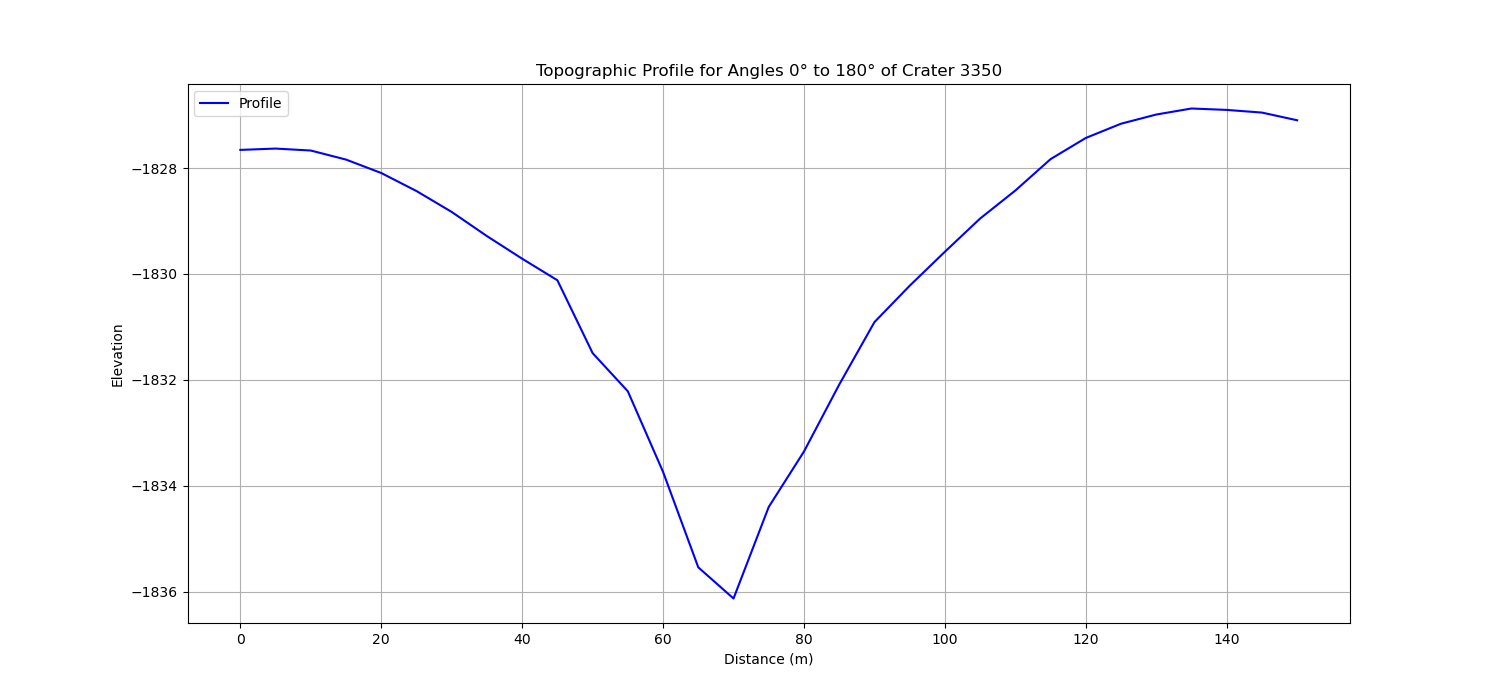 Topographic Profile for Angles 0° to 180° of Crater 3350
Profile
−1828
−1830
−1832
−1834
−1836
Elevation
0 20 40 60 80 100 120 140
Distance (m)